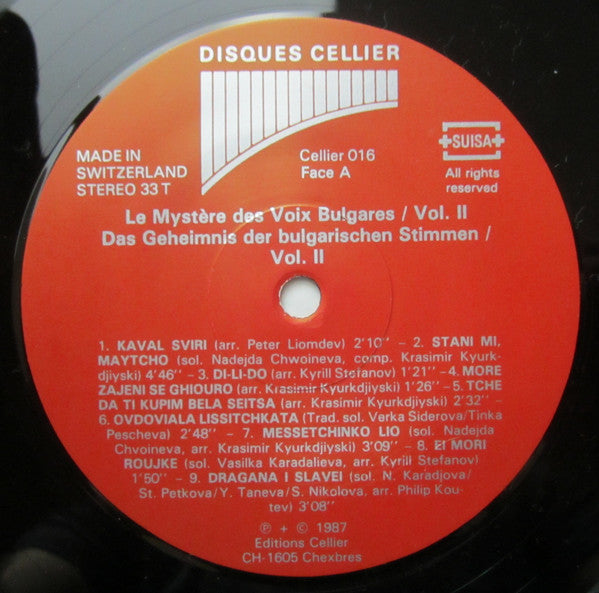 DISQUES CELLIER
MADE IN
SWITZERLAND
STEREO 33 T
Cellier 016
Face A
SUISA
All rights
reserved
Le Mystère des Voix Bulgares / Vol. II
Das Geheimnis der bulgarischen Stimmen /
Vol. II
1. KAVAL SVIRI (arr. Peter Liomdev) 2'10'' – 2. STANI MI,
MAYTCHO (sol. Nadejda Chwoineva, comp. Krasimir Kyurk-
djiyski) 4'46'' – 3. DI-LI-DO (arr. Kyrill Stefanov) 1'21'' – 4. MORE
ZAJENI SE GHIOURO (arr. Krasimir Kyurkdjiyski) 1'26'' – 5. TCHE
DA TI KUPIM BELA SEITSA (arr. Krasimir Kyurkdjiyski) 2'32'' –
6. OVDOVIALA LISSITCHKATA (Trad. sol. Verka Siderova/Tinka
Pescheva) 2'48'' – 7. MESSETCHINKO LIO (sol. Nadejda
Chvoineva, arr. Krasimir Kyurkdjiyski) 3'09'' – 8. EI MORI
ROUJKE (sol. Vasilka Karadalieva, arr. Kyrill Stefanov)
1'50'' – 9. DRAGANA I SLAVEI (sol. N. Karadjova/
St. Petkova/Y. Taneva/S. Nikolova, arr. Philip Kou-
tev) 3'08''
℗ + © 1987
Editions Cellier
CH-1605 Chexbres